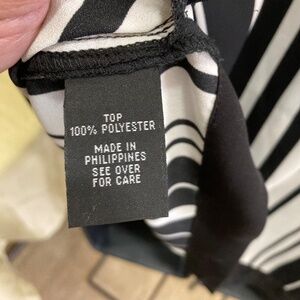 TOP
100% POLYESTER
MADE IN
PHILIPPINES
SEE OVER
FOR CARE